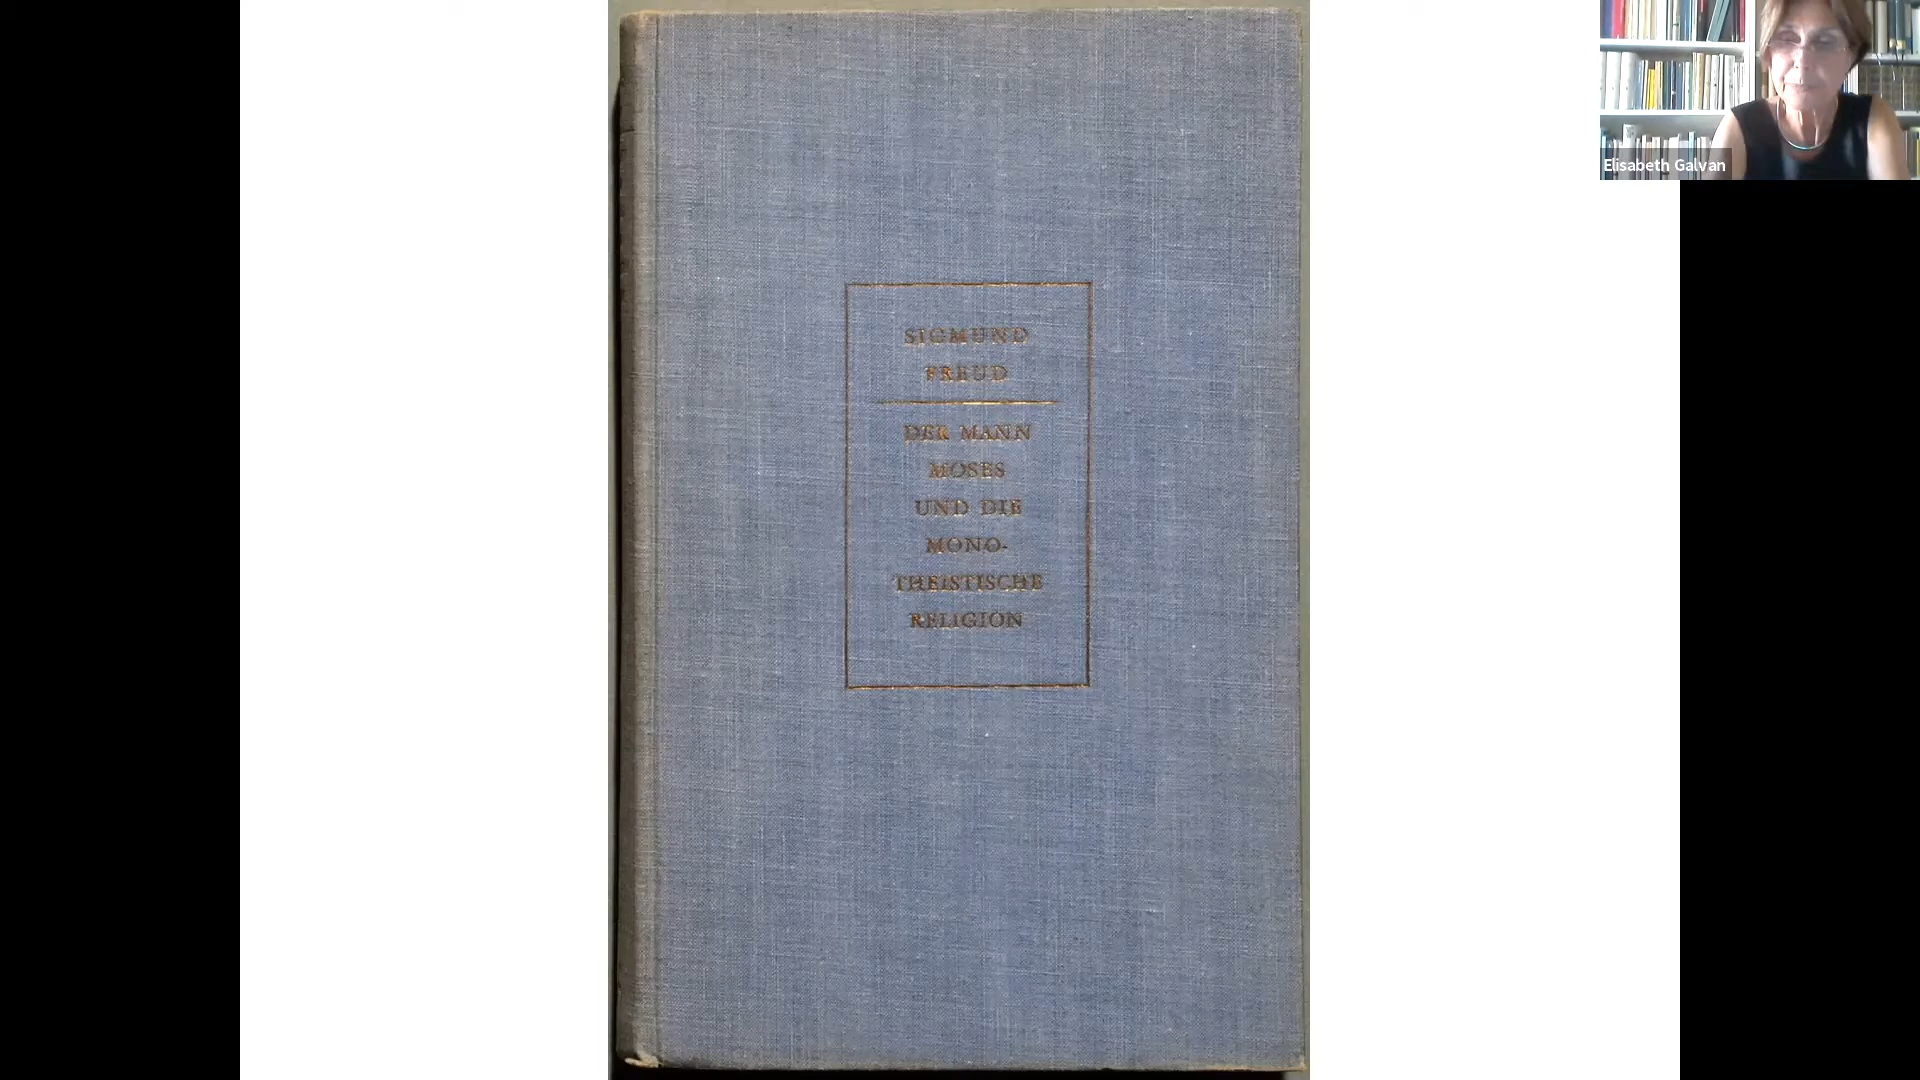 SIGMUND
FREUD
DER MANN
MOSES
UND DIE
MONO-
THEISTISCHE
RELIGION
Elisabeth Galvan